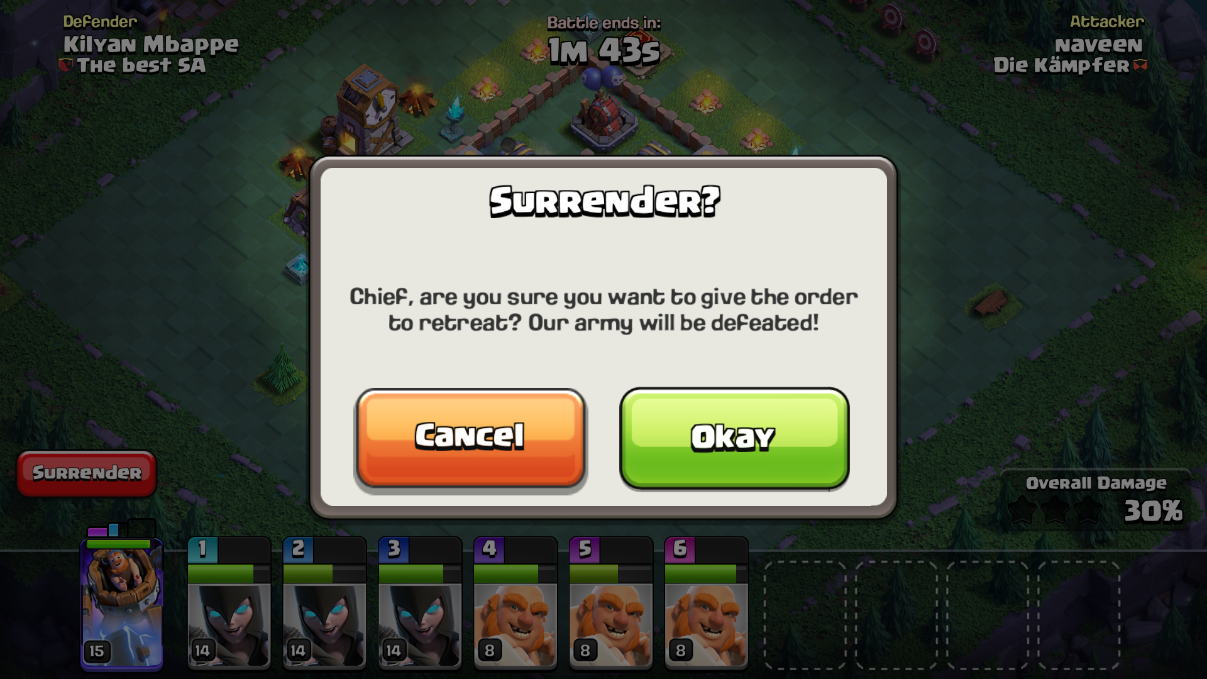 Defender
Kilyan Mbappe
The best SA
Battle ends in:
1M 43s
Attacker
naveen
Die Kämpfer
Surrender?
Chief, are you sure you want to give the order
to retreat? Our army will be defeated!
Cancel
Okay
Surrender
Overall Damage
30%
1
2
3
4
5
6
15
14
14
14
8
8
8